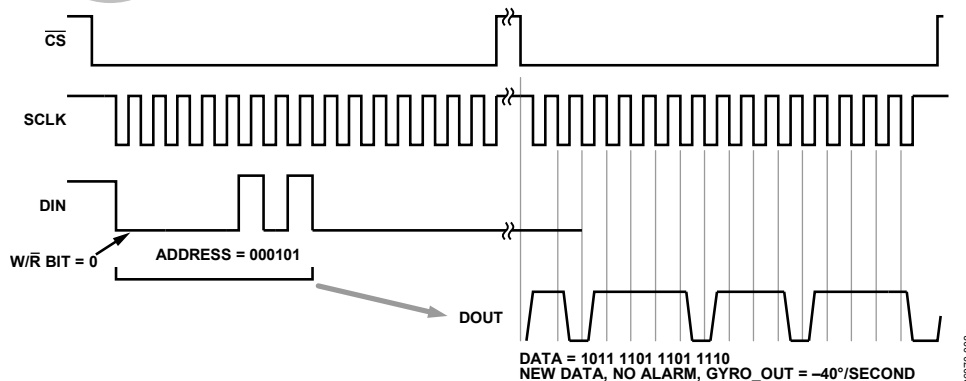 CS
SCLK
DIN
W/R BIT = 0
ADDRESS = 000101
DOUT
DATA = 1011 1101 1101 1110
NEW DATA, NO ALARM, GYRO_OUT = –40°/SECOND